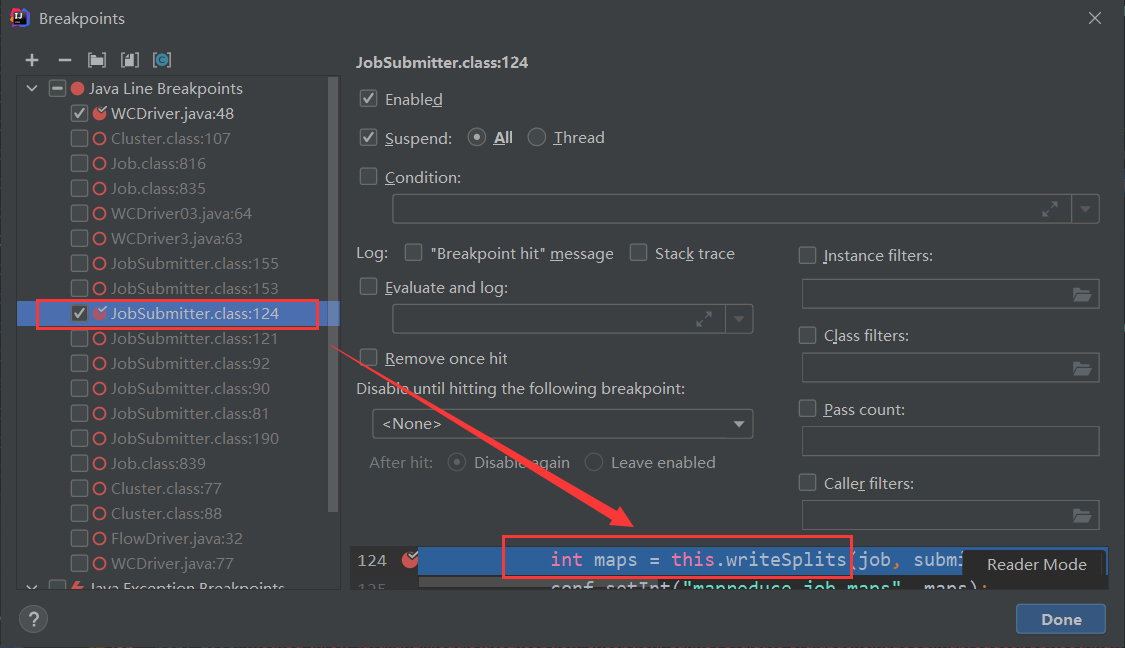 Breakpoints
JobSubmitter.class:124
Java Line Breakpoints
WCDriver.java:48
Cluster.class:107
Job.class:816
Job.class:835
WCDriver03.java:64
WCDriver3.java:63
JobSubmitter.class:155
JobSubmitter.class:153
JobSubmitter.class:124
JobSubmitter.class:121
JobSubmitter.class:92
JobSubmitter.class:90
JobSubmitter.class:81
JobSubmitter.class:190
Job.class:839
Cluster.class:77
Cluster.class:88
FlowDriver.java:32
WCDriver.java:77
Java Exception Breakpoints
Enabled
Suspend: All Thread
Condition:
Log: "Breakpoint hit" message Stack trace
Evaluate and log:
Remove once hit
Disable until hitting the following breakpoint:
<None>
After hit: Disable again Leave enabled
Instance filters:
Class filters:
Pass count:
Caller filters:
124 int maps = this.writeSplits(job, submi
Reader Mode
125 conf.setInt("mapreduce.job.maps", maps);
?
Done